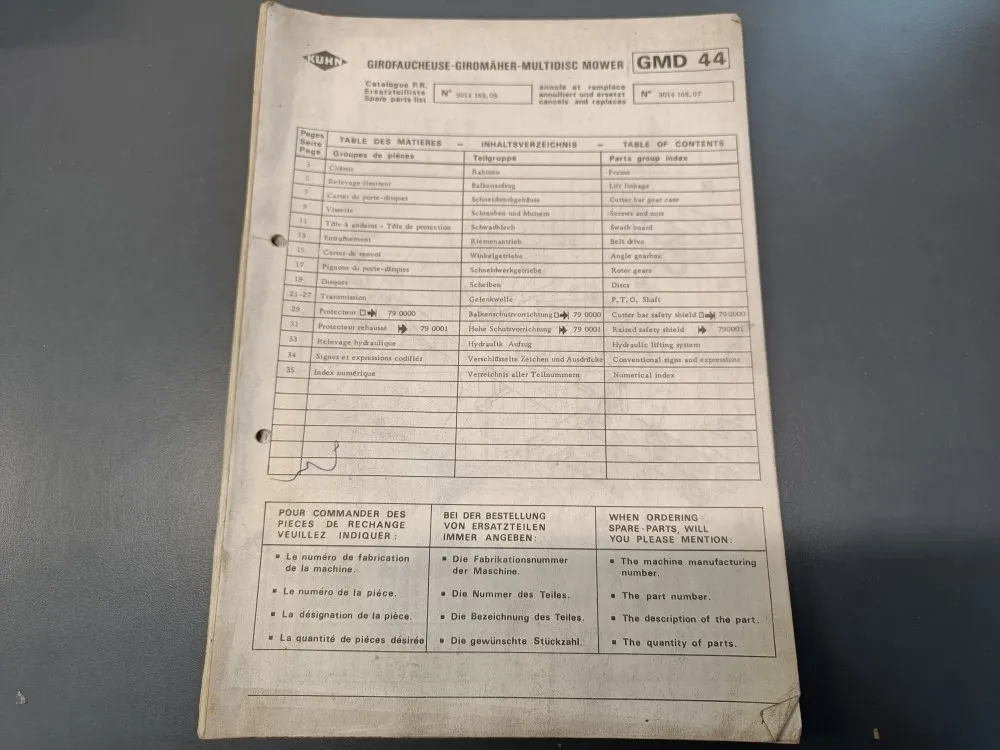 KUHN
GIROFAUCHEUSE-GIROMÄHER-MULTIDISC MOWER GMD 44
Catalogue P.R.
Ersatzteilliste
Spare parts list
N° 9014 169,08
annule et remplace
annulliert und ersetzt
cancels and replaces
N° 9014 169,07
Pages
Seite
Page
TABLE DES MATIERES - INHALTSVERZEICHNIS - TABLE OF CONTENTS
Groupes de pièces Teilgruppe Parts group index
3 Châssis Rahmen Frame
5 Relevage limiteur Balkenaufzug Lift linkage
7 Carter de porte-disques Schneidwerkgehäuse Cutter bar gear case
9 Visserie Schrauben und Muttern Screws and nuts
11 Tôle à andains - Tôle de protection Schwadblech Swath board
13 Entraînement Riemenantrieb Belt drive
15 Carter de renvoi Winkelgetriebe Angle gearbox
17 Pignons de porte-disques Schneidwerkgetriebe Rotor gears
19 Disques Scheiben Discs
21-27 Transmission Gelenkwelle P.T.O. Shaft
29 Protecteur 79 0000 Balkenschutzvorrichtung 79 0000 Cutter bar safety shield 79 0000
31 Protecteur rehaussé 79 0001 Hohe Schutzvorrichtung 79 0001 Raised safety shield 790001
33 Relevage hydraulique Hydraulik Aufzug Hydraulic lifting system
34 Signes et expressions codifiés Verschlüsselte Zeichen und Ausdrücke Conventional signs and expressions
35 Index numérique Verzeichnis aller Teilnummern Numerical index
POUR COMMANDER DES
PIECES DE RECHANGE
VEUILLEZ INDIQUER :
▪ Le numéro de fabrication
de la machine.
▪ Le numéro de la piéce.
▪ La désignation de la pièce.
▪ La quantité de piéces désirée
BEI DER BESTELLUNG
VON ERSATZTEILEN
IMMER ANGEBEN:
▪ Die Fabrikationsnummer
der Maschine.
▪ Die Nummer des Teiles.
▪ Die Bezeichnung des Teiles.
▪ Die gewünschte Stückzahl.
WHEN ORDERING
SPARE-PARTS, WILL
YOU PLEASE MENTION:
▪ The machine manufacturing
number.
▪ The part number.
▪ The description of the part.
▪ The quantity of parts.